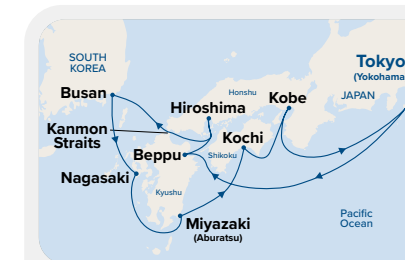 Tokyo
(Yokohama
SOUTH
KOREA
Busan
Honshu
Kobe
JAPAN
Hiroshima
Kanmon
Straits
Kochi
Beppu
Shikoku
Nagasaki
Kyushu
Miyazaki
(Aburatsu)
Pacific
Ocean